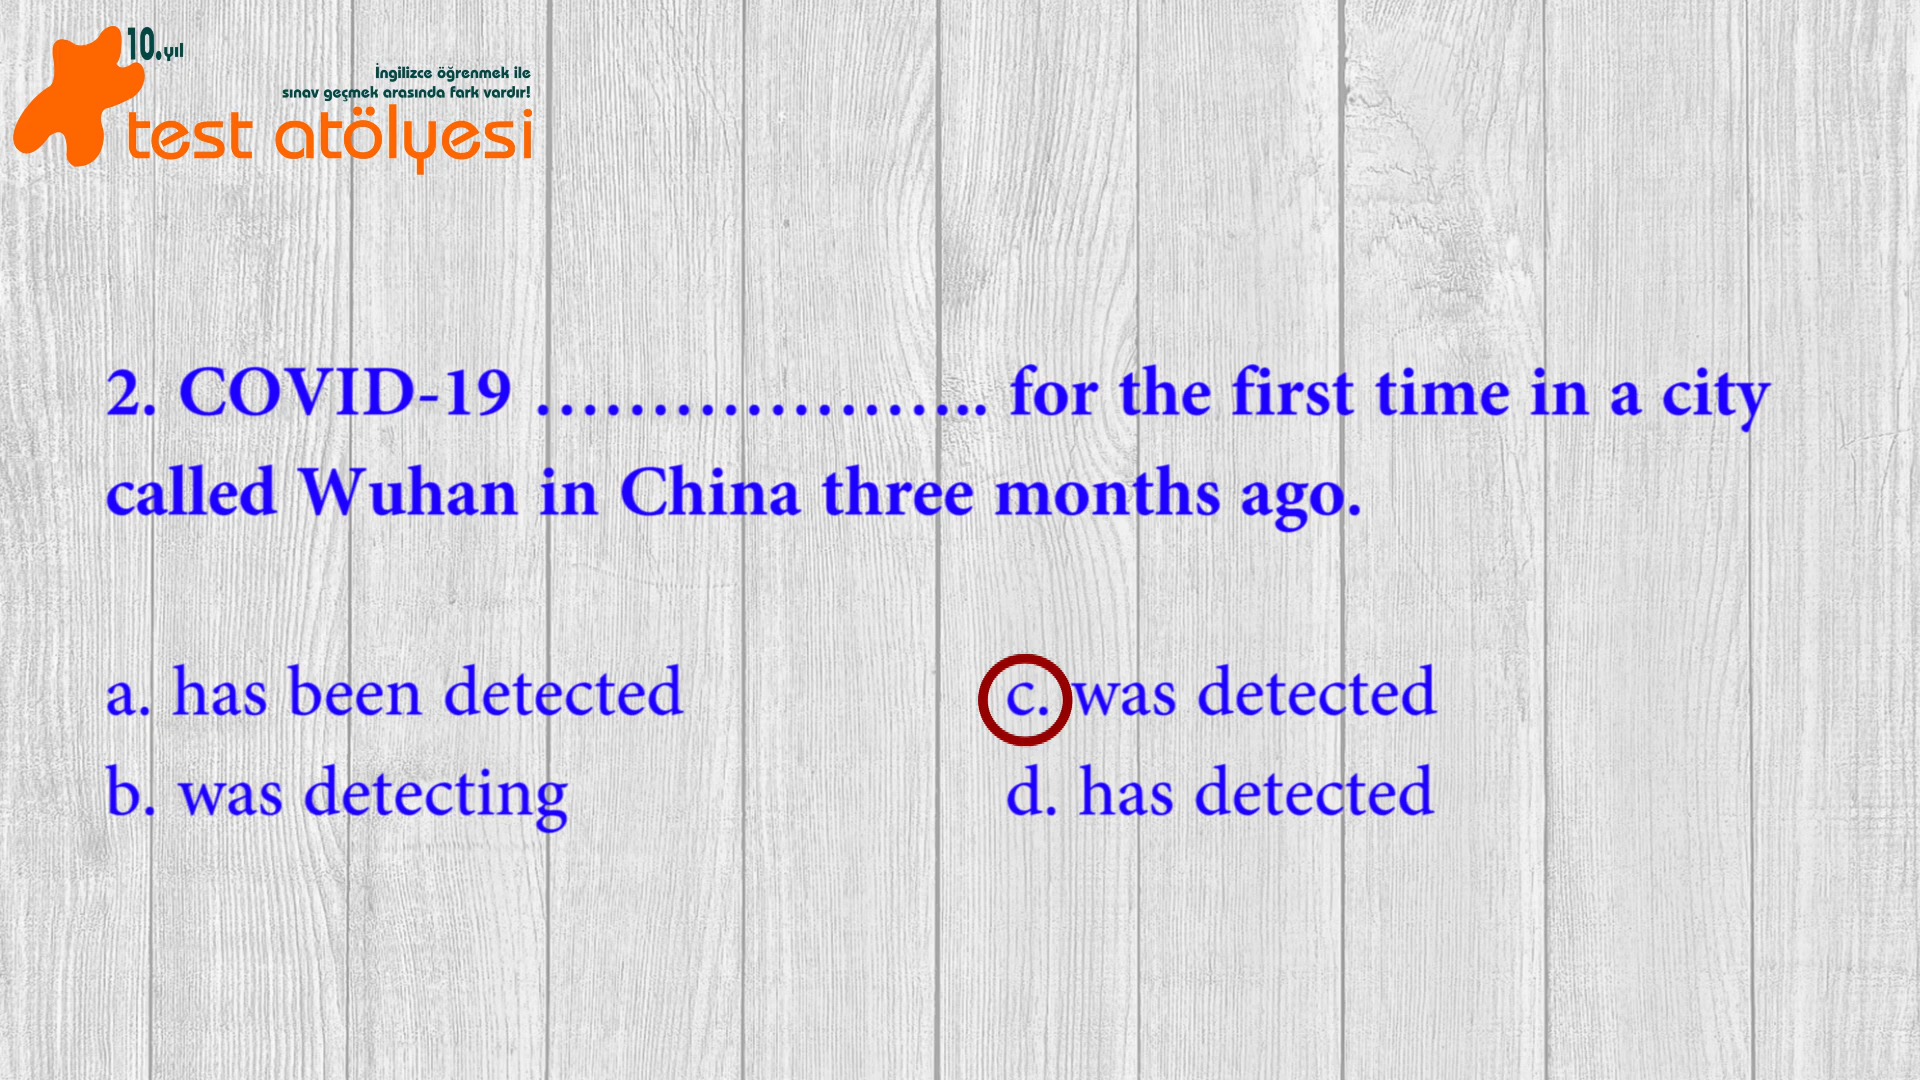 10.yıl
İngilizce öğrenmek ile
sınav geçmek arasında fark vardır!
test atölyesi
2. COVID-19 ………………….. for the first time in a city
called Wuhan in China three months ago.
a. has been detected
b. was detecting
c. was detected
d. has detected